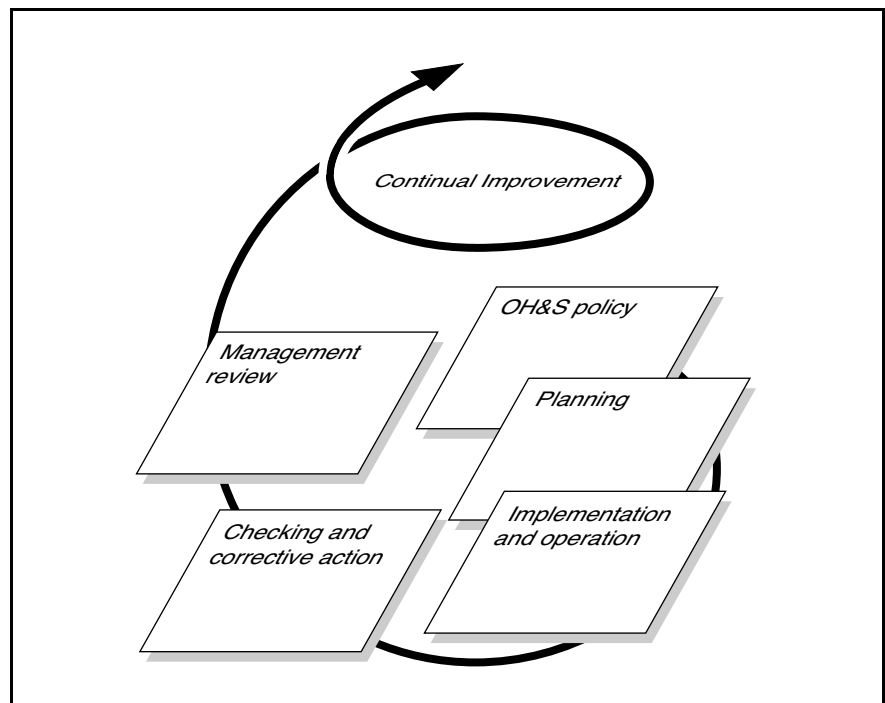 Continual Improvement
OH&S policy
Management
review
Planning
Implementation
and operation
Checking and
corrective action